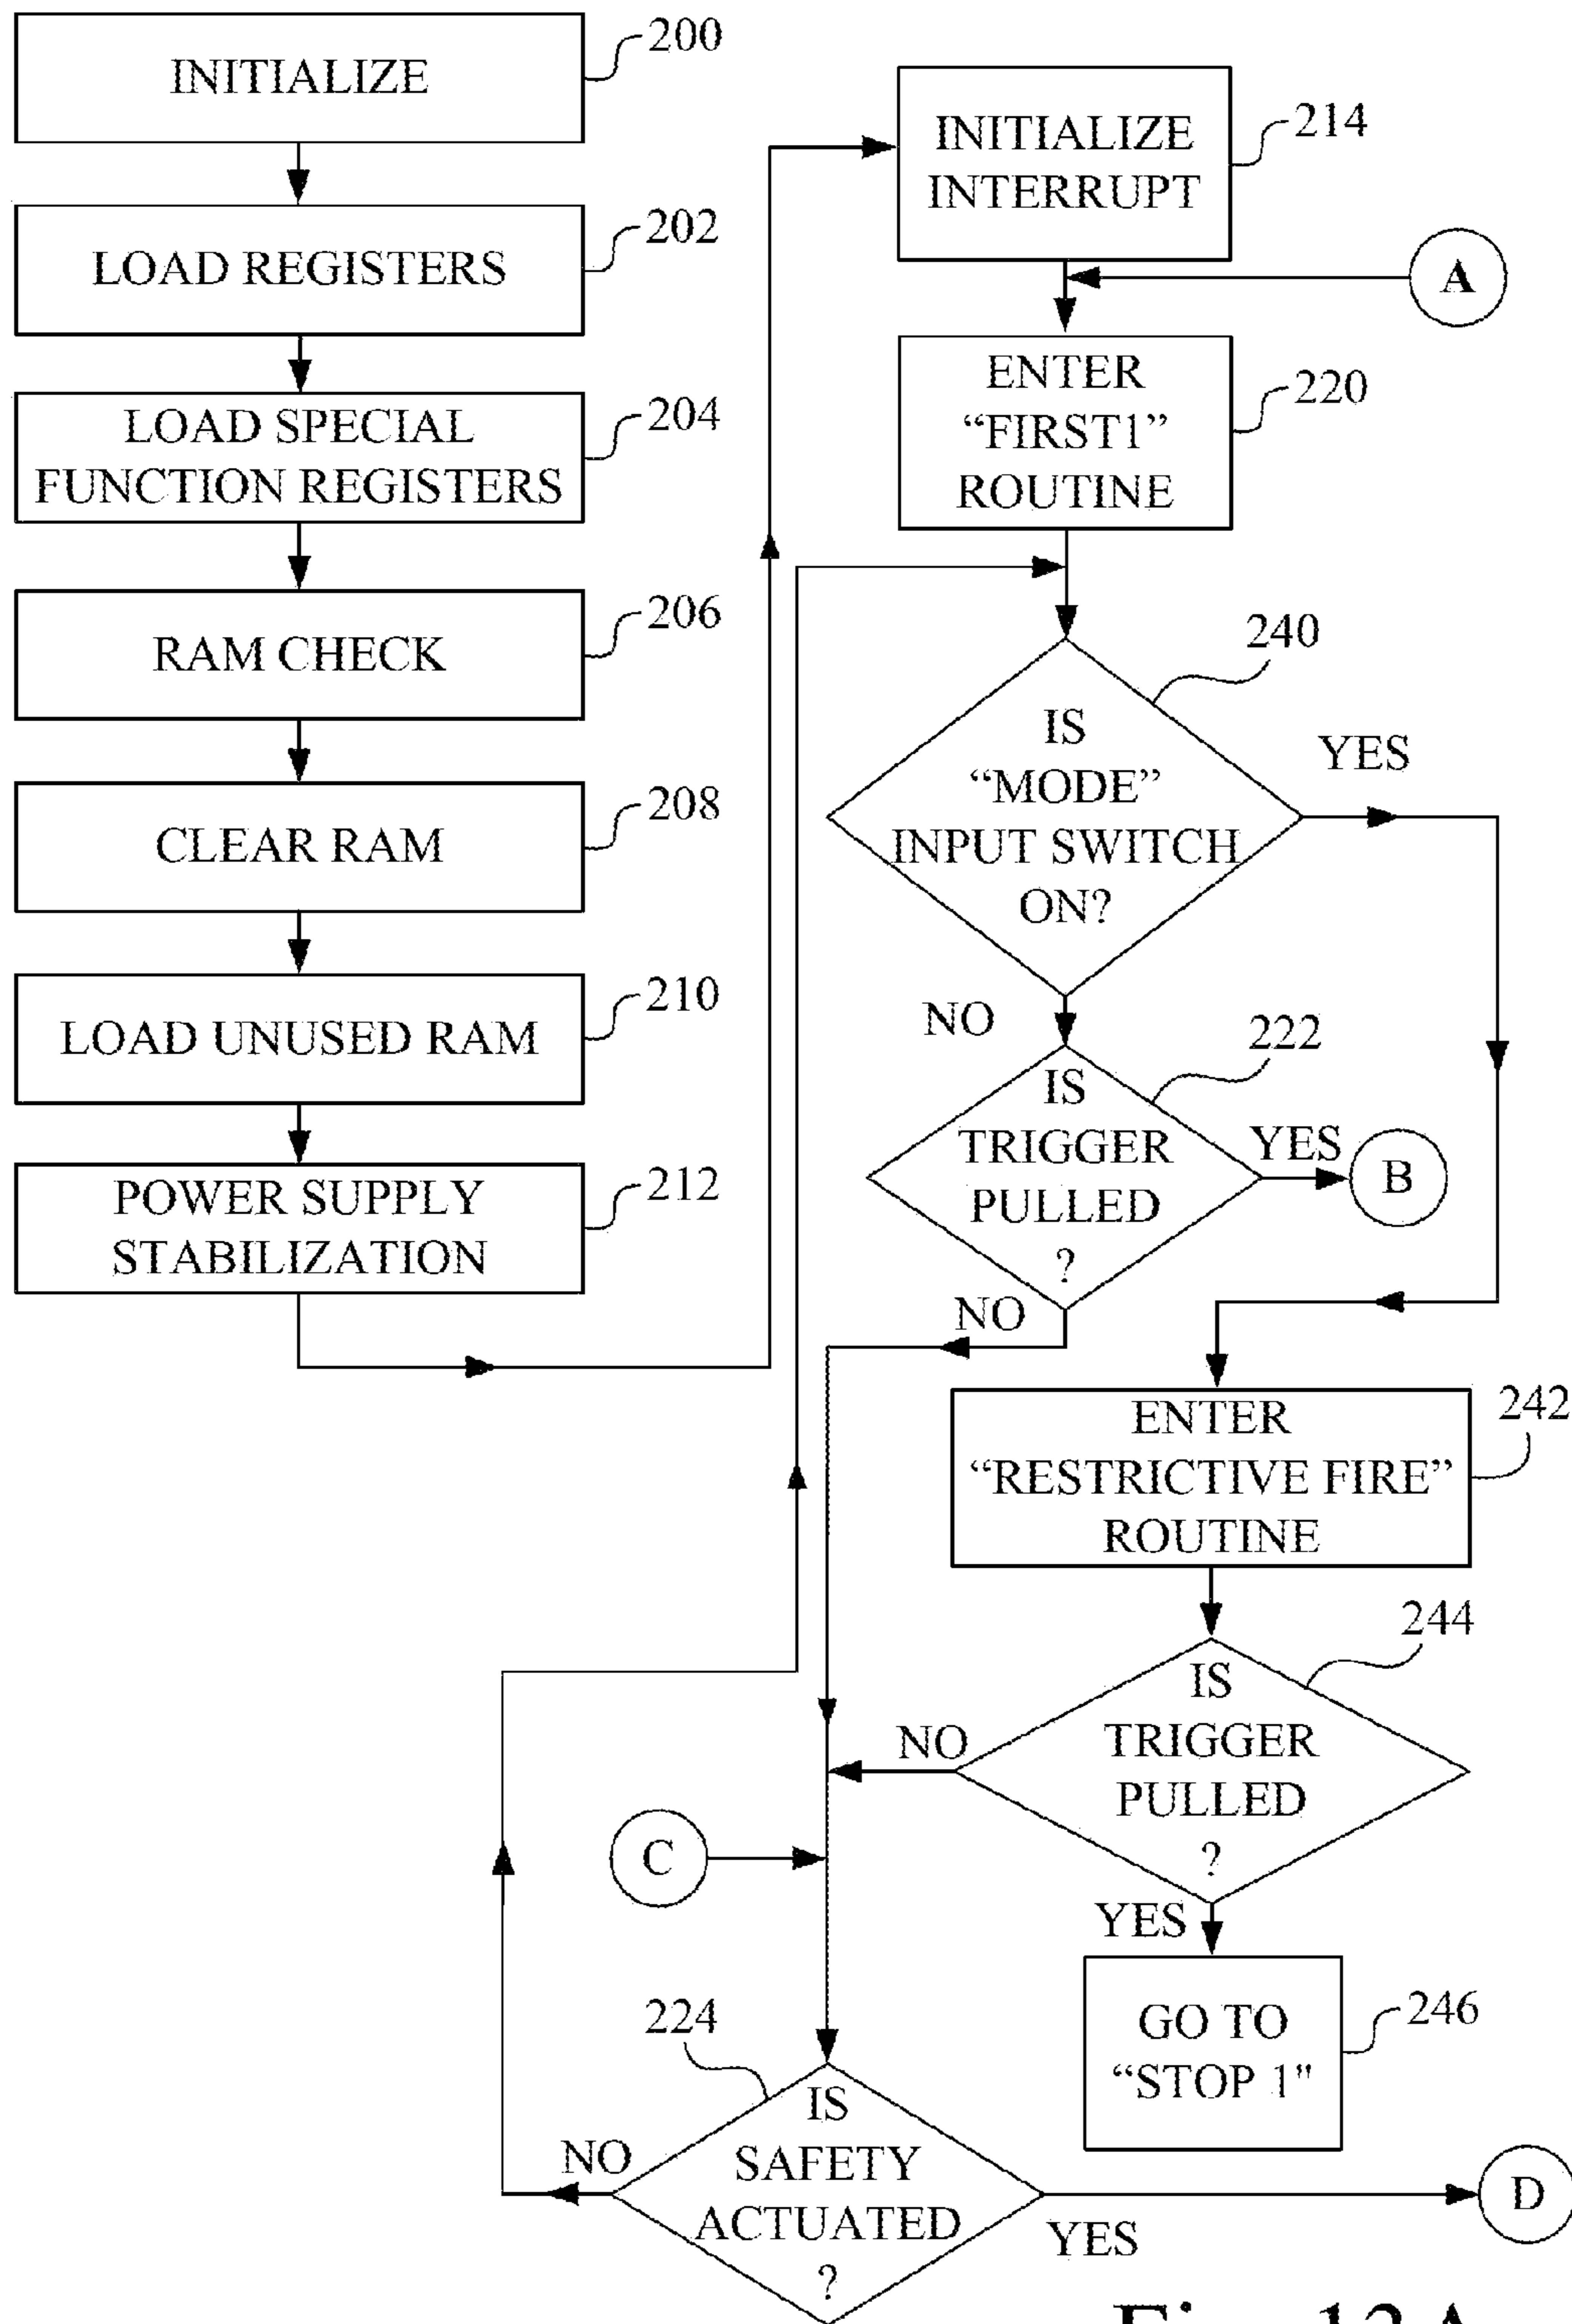 INITIALIZE
200
LOAD REGISTERS
202
LOAD SPECIAL
FUNCTION REGISTERS
204
RAM CHECK
206
CLEAR RAM
208
LOAD UNUSED RAM
210
POWER SUPPLY
STABILIZATION
212
INITIALIZE
INTERRUPT
214
A
ENTER
“FIRST1”
ROUTINE
220
240
IS
“MODE”
INPUT SWITCH
ON?
YES
NO
222
IS
TRIGGER
PULLED
?
YES
B
NO
ENTER
“RESTRICTIVE FIRE”
ROUTINE
242
244
IS
TRIGGER
PULLED
?
NO
C
YES
GO TO
“STOP 1"
246
224
IS
SAFETY
ACTUATED
?
NO
YES
D